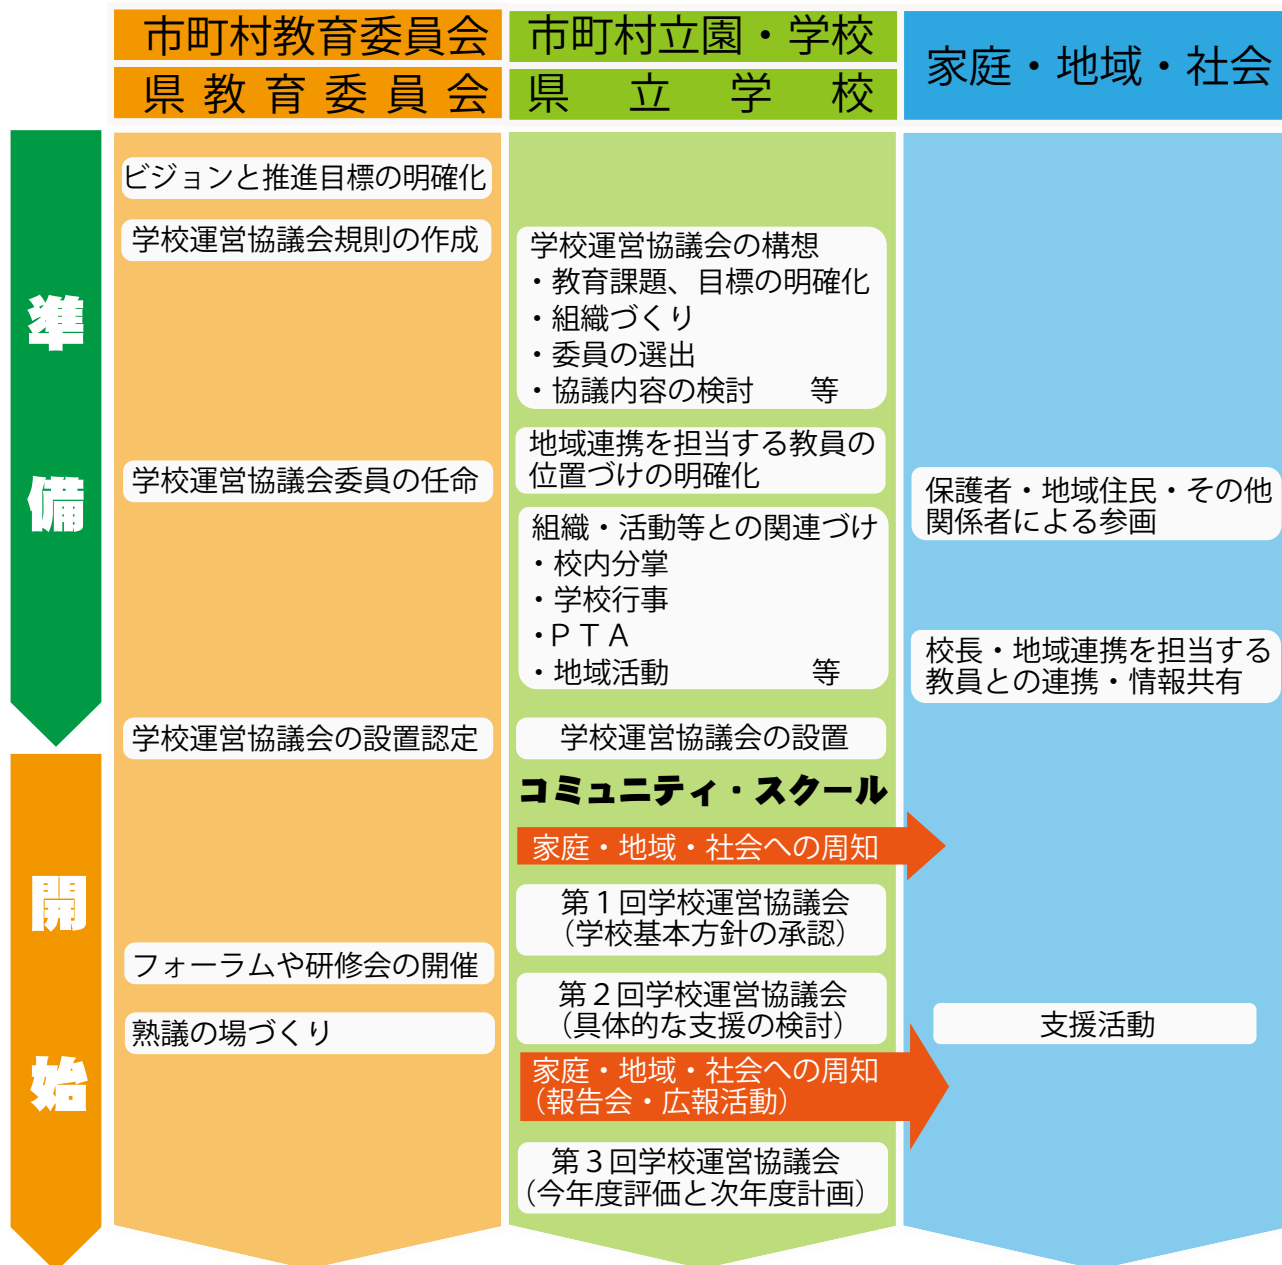 市町村教育委員会
県教育委員会
市町村立園・学校
県立学校
家庭・地域・社会
準備
ビジョンと推進目標の明確化
学校運営協議会規則の作成
学校運営協議会委員の任命
学校運営協議会の設置認定
学校運営協議会の構想
・教育課題、目標の明確化
・組織づくり
・委員の選出
・協議内容の検討　　等
地域連携を担当する教員の
位置づけの明確化
組織・活動等との関連づけ
・校内分掌
・学校行事
・ＰＴＡ
・地域活動　　　　　等
学校運営協議会の設置
保護者・地域住民・その他
関係者による参画
校長・地域連携を担当する
教員との連携・情報共有
開始
フォーラムや研修会の開催
熟議の場づくり
コミュニティ・スクール
家庭・地域・社会への周知
第１回学校運営協議会
（学校基本方針の承認）
第２回学校運営協議会
（具体的な支援の検討）
家庭・地域・社会への周知
（報告会・広報活動）
第３回学校運営協議会
（今年度評価と次年度計画）
支援活動